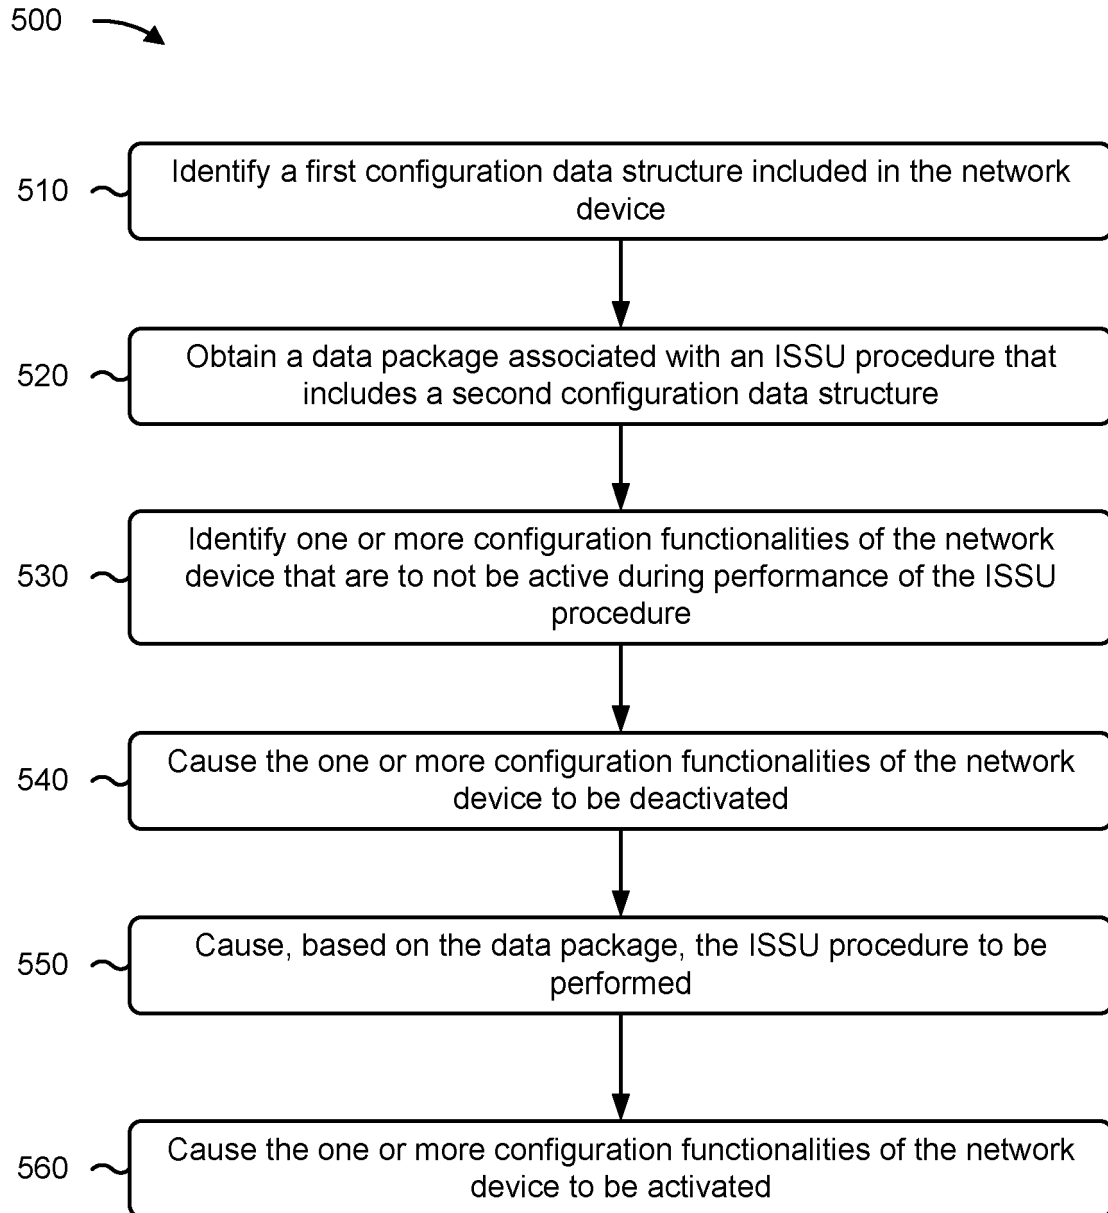 500
510
Identify a first configuration data structure included in the network
device
520
Obtain a data package associated with an ISSU procedure that
includes a second configuration data structure
530
Identify one or more configuration functionalities of the network
device that are to not be active during performance of the ISSU
procedure
540
Cause the one or more configuration functionalities of the network
device to be deactivated
550
Cause, based on the data package, the ISSU procedure to be
performed
560
Cause the one or more configuration functionalities of the network
device to be activated